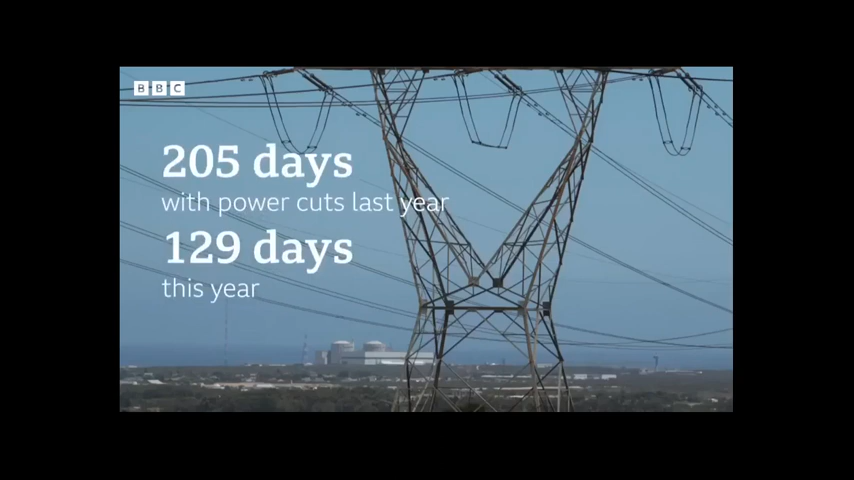 BBC
205 days
with power cuts last year
129 days
this year